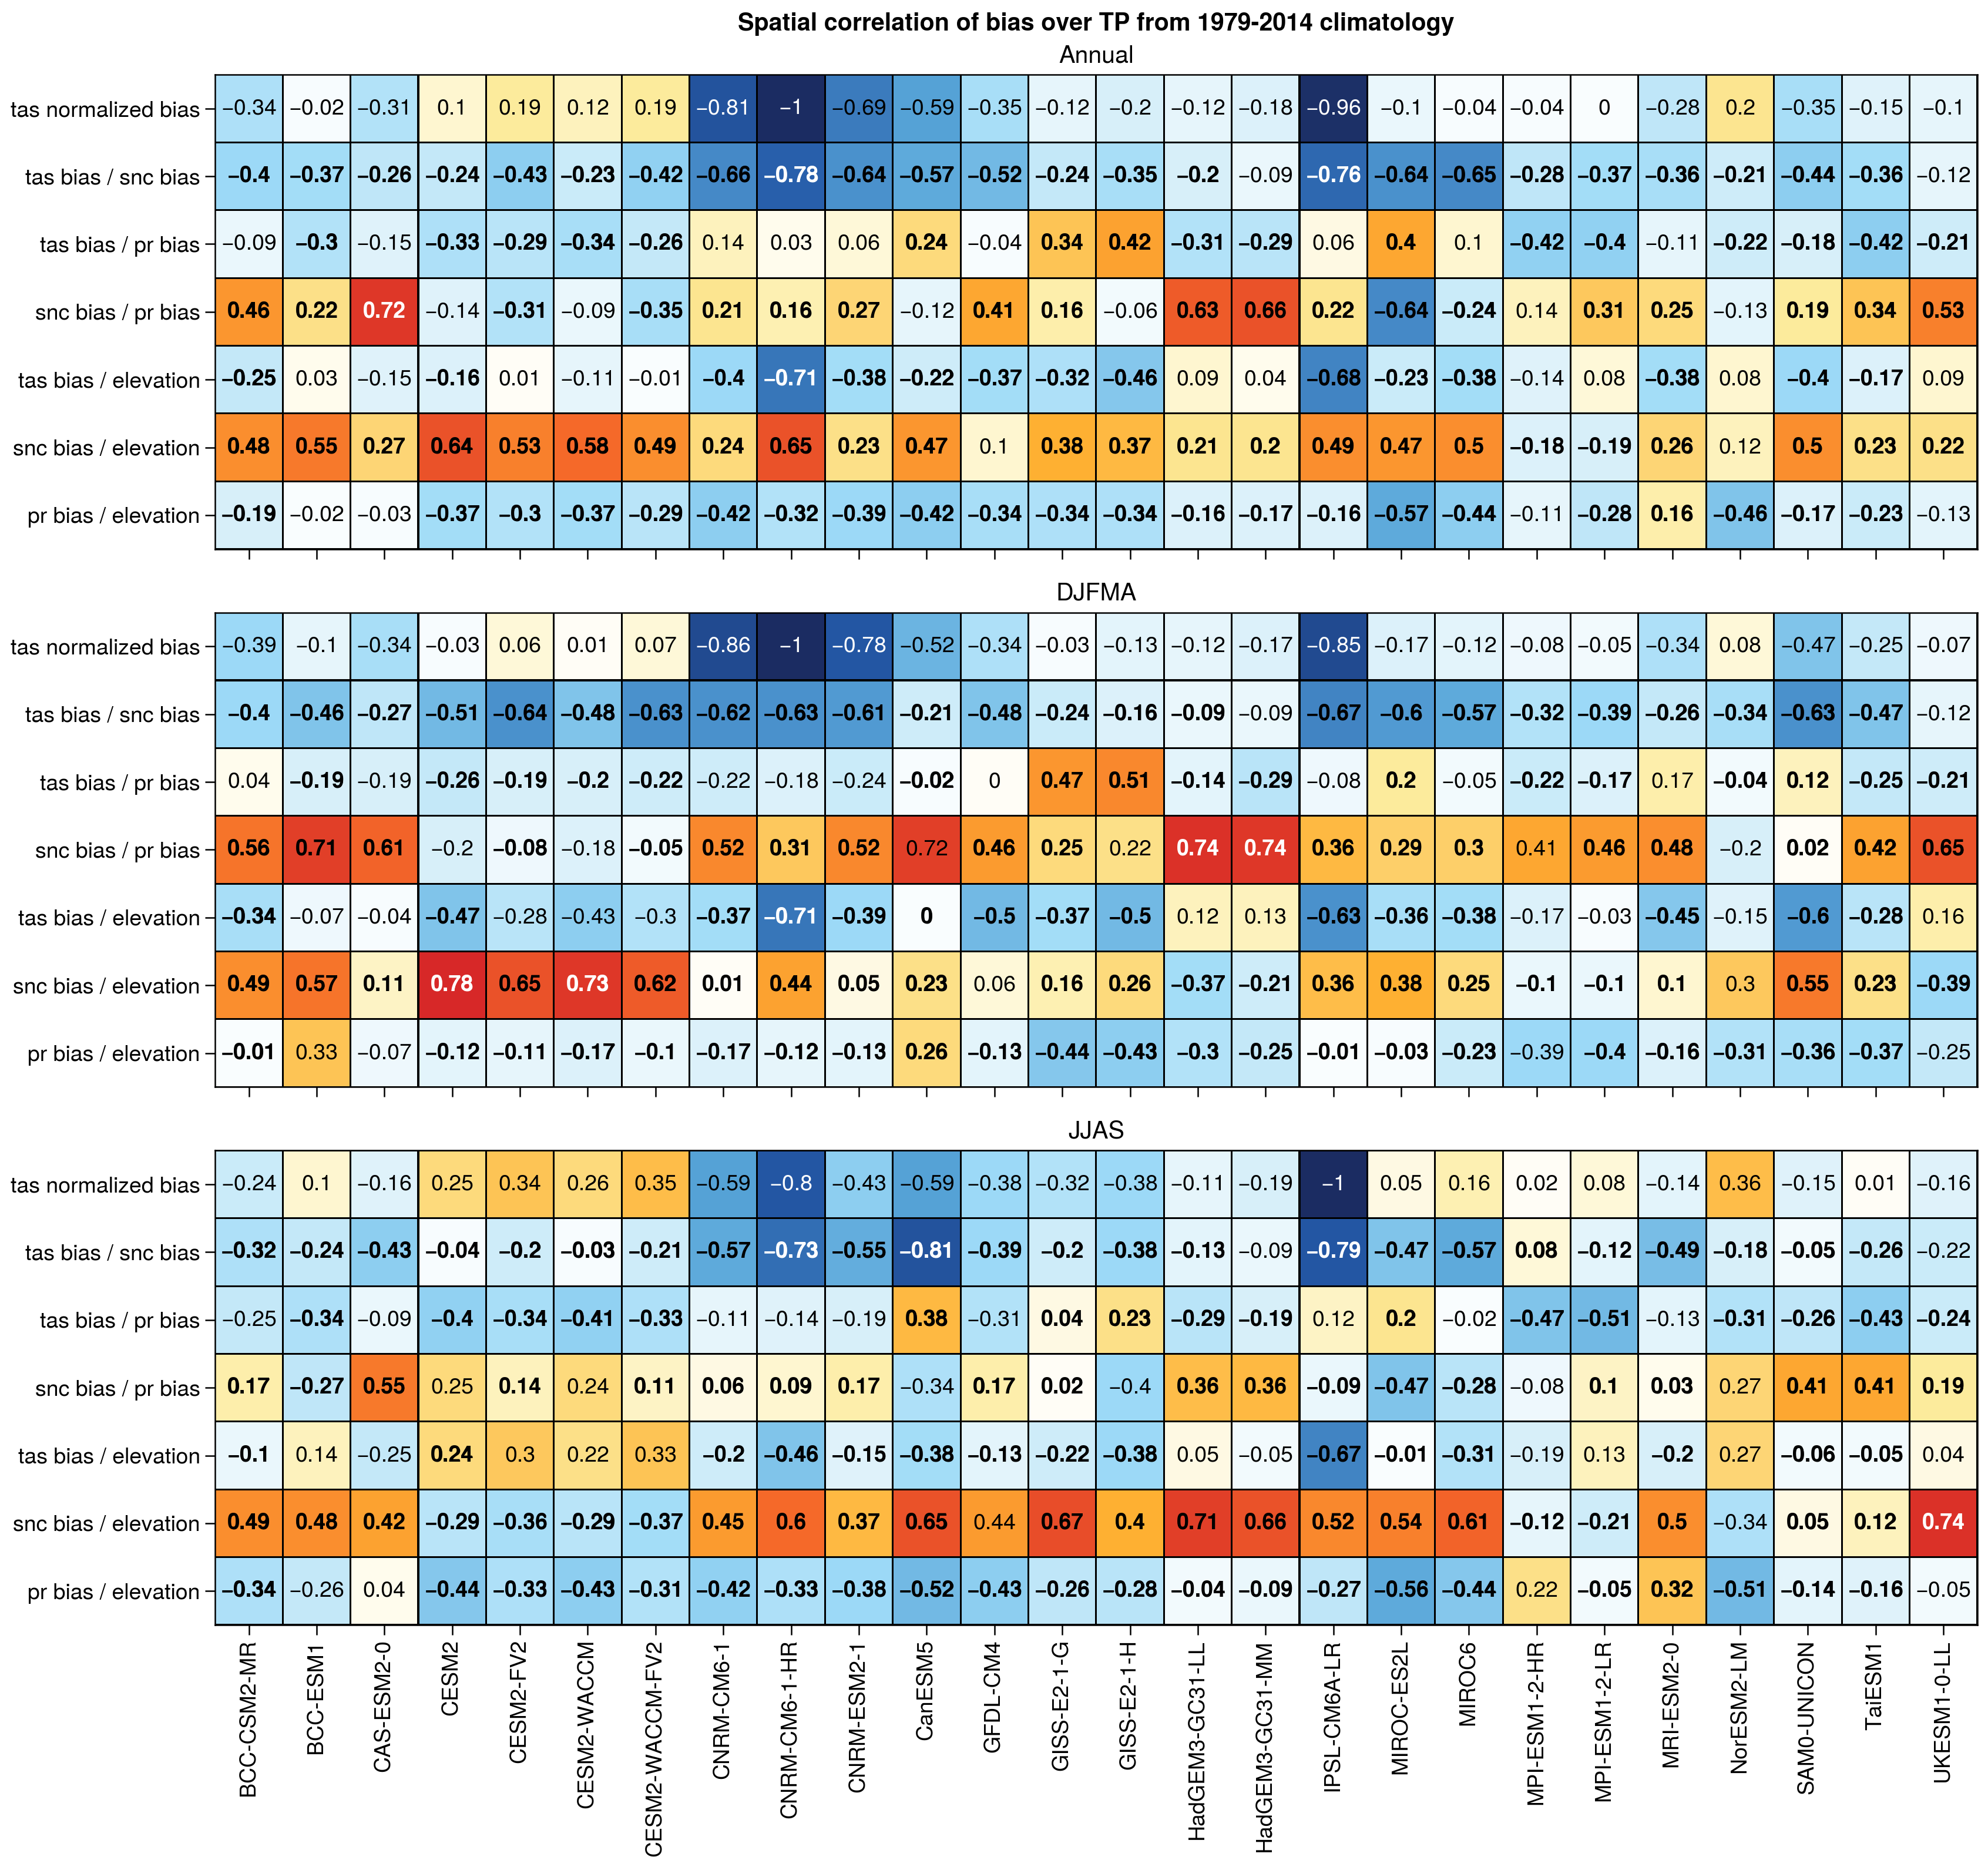 Spatial correlation of bias over TP from 1979-2014 climatology
Annual
tas normalized bias −0.34 −0.02 −0.31 0.1 0.19 0.12 0.19 −0.81 −1 −0.69 −0.59 −0.35 −0.12 −0.2 −0.12 −0.18 −0.96 −0.1 −0.04 −0.04 0 −0.28 0.2 −0.35 −0.15 −0.1
tas bias / snc bias −0.4 −0.37 −0.26 −0.24 −0.43 −0.23 −0.42 −0.66 −0.78 −0.64 −0.57 −0.52 −0.24 −0.35 −0.2 −0.09 −0.76 −0.64 −0.65 −0.28 −0.37 −0.36 −0.21 −0.44 −0.36 −0.12
tas bias / pr bias −0.09 −0.3 −0.15 −0.33 −0.29 −0.34 −0.26 0.14 0.03 0.06 0.24 −0.04 0.34 0.42 −0.31 −0.29 0.06 0.4 0.1 −0.42 −0.4 −0.11 −0.22 −0.18 −0.42 −0.21
snc bias / pr bias 0.46 0.22 0.72 −0.14 −0.31 −0.09 −0.35 0.21 0.16 0.27 −0.12 0.41 0.16 −0.06 0.63 0.66 0.22 −0.64 −0.24 0.14 0.31 0.25 −0.13 0.19 0.34 0.53
tas bias / elevation −0.25 0.03 −0.15 −0.16 0.01 −0.11 −0.01 −0.4 −0.71 −0.38 −0.22 −0.37 −0.32 −0.46 0.09 0.04 −0.68 −0.23 −0.38 −0.14 0.08 −0.38 0.08 −0.4 −0.17 0.09
snc bias / elevation 0.48 0.55 0.27 0.64 0.53 0.58 0.49 0.24 0.65 0.23 0.47 0.1 0.38 0.37 0.21 0.2 0.49 0.47 0.5 −0.18 −0.19 0.26 0.12 0.5 0.23 0.22
pr bias / elevation −0.19 −0.02 −0.03 −0.37 −0.3 −0.37 −0.29 −0.42 −0.32 −0.39 −0.42 −0.34 −0.34 −0.34 −0.16 −0.17 −0.16 −0.57 −0.44 −0.11 −0.28 0.16 −0.46 −0.17 −0.23 −0.13
DJFMA
tas normalized bias −0.39 −0.1 −0.34 −0.03 0.06 0.01 0.07 −0.86 −1 −0.78 −0.52 −0.34 −0.03 −0.13 −0.12 −0.17 −0.85 −0.17 −0.12 −0.08 −0.05 −0.34 0.08 −0.47 −0.25 −0.07
tas bias / snc bias −0.4 −0.46 −0.27 −0.51 −0.64 −0.48 −0.63 −0.62 −0.63 −0.61 −0.21 −0.48 −0.24 −0.16 −0.09 −0.09 −0.67 −0.6 −0.57 −0.32 −0.39 −0.26 −0.34 −0.63 −0.47 −0.12
tas bias / pr bias 0.04 −0.19 −0.19 −0.26 −0.19 −0.2 −0.22 −0.22 −0.18 −0.24 −0.02 0 0.47 0.51 −0.14 −0.29 −0.08 0.2 −0.05 −0.22 −0.17 0.17 −0.04 0.12 −0.25 −0.21
snc bias / pr bias 0.56 0.71 0.61 −0.2 −0.08 −0.18 −0.05 0.52 0.31 0.52 0.72 0.46 0.25 0.22 0.74 0.74 0.36 0.29 0.3 0.41 0.46 0.48 −0.2 0.02 0.42 0.65
tas bias / elevation −0.34 −0.07 −0.04 −0.47 −0.28 −0.43 −0.3 −0.37 −0.71 −0.39 0 −0.5 −0.37 −0.5 0.12 0.13 −0.63 −0.36 −0.38 −0.17 −0.03 −0.45 −0.15 −0.6 −0.28 0.16
snc bias / elevation 0.49 0.57 0.11 0.78 0.65 0.73 0.62 0.01 0.44 0.05 0.23 0.06 0.16 0.26 −0.37 −0.21 0.36 0.38 0.25 −0.1 −0.1 0.1 0.3 0.55 0.23 −0.39
pr bias / elevation −0.01 0.33 −0.07 −0.12 −0.11 −0.17 −0.1 −0.17 −0.12 −0.13 0.26 −0.13 −0.44 −0.43 −0.3 −0.25 −0.01 −0.03 −0.23 −0.39 −0.4 −0.16 −0.31 −0.36 −0.37 −0.25
JJAS
tas normalized bias −0.24 0.1 −0.16 0.25 0.34 0.26 0.35 −0.59 −0.8 −0.43 −0.59 −0.38 −0.32 −0.38 −0.11 −0.19 −1 0.05 0.16 0.02 0.08 −0.14 0.36 −0.15 0.01 −0.16
tas bias / snc bias −0.32 −0.24 −0.43 −0.04 −0.2 −0.03 −0.21 −0.57 −0.73 −0.55 −0.81 −0.39 −0.2 −0.38 −0.13 −0.09 −0.79 −0.47 −0.57 0.08 −0.12 −0.49 −0.18 −0.05 −0.26 −0.22
tas bias / pr bias −0.25 −0.34 −0.09 −0.4 −0.34 −0.41 −0.33 −0.11 −0.14 −0.19 0.38 −0.31 0.04 0.23 −0.29 −0.19 0.12 0.2 −0.02 −0.47 −0.51 −0.13 −0.31 −0.26 −0.43 −0.24
snc bias / pr bias 0.17 −0.27 0.55 0.25 0.14 0.24 0.11 0.06 0.09 0.17 −0.34 0.17 0.02 −0.4 0.36 0.36 −0.09 −0.47 −0.28 −0.08 0.1 0.03 0.27 0.41 0.41 0.19
tas bias / elevation −0.1 0.14 −0.25 0.24 0.3 0.22 0.33 −0.2 −0.46 −0.15 −0.38 −0.13 −0.22 −0.38 0.05 −0.05 −0.67 −0.01 −0.31 −0.19 0.13 −0.2 0.27 −0.06 −0.05 0.04
snc bias / elevation 0.49 0.48 0.42 −0.29 −0.36 −0.29 −0.37 0.45 0.6 0.37 0.65 0.44 0.67 0.4 0.71 0.66 0.52 0.54 0.61 −0.12 −0.21 0.5 −0.34 0.05 0.12 0.74
pr bias / elevation −0.34 −0.26 0.04 −0.44 −0.33 −0.43 −0.31 −0.42 −0.33 −0.38 −0.52 −0.43 −0.26 −0.28 −0.04 −0.09 −0.27 −0.56 −0.44 0.22 −0.05 0.32 −0.51 −0.14 −0.16 −0.05
BCC-CSM2-MR
BCC-ESM1
CAS-ESM2-0
CESM2
CESM2-FV2
CESM2-WACCM
CESM2-WACCM-FV2
CNRM-CM6-1
CNRM-CM6-1-HR
CNRM-ESM2-1
CanESM5
GFDL-CM4
GISS-E2-1-G
GISS-E2-1-H
HadGEM3-GC31-LL
HadGEM3-GC31-MM
IPSL-CM6A-LR
MIROC-ES2L
MIROC6
MPI-ESM1-2-HR
MPI-ESM1-2-LR
MRI-ESM2-0
NorESM2-LM
SAM0-UNICON
TaiESM1
UKESM1-0-LL